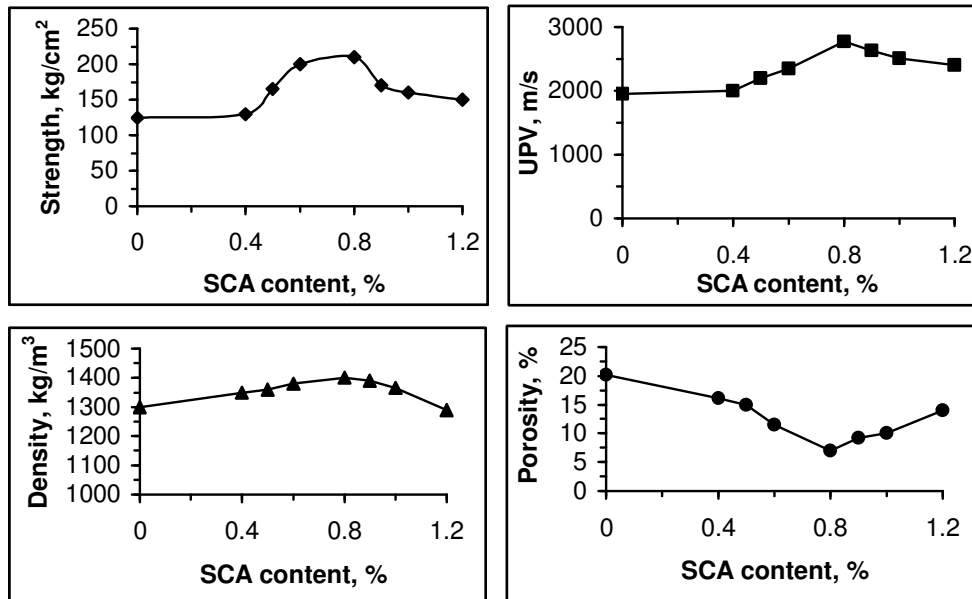 Strength, kg/cm²
250
200
150
100
50
0
0 0.4 0.8 1.2
SCA content, %
UPV, m/s
3000
2000
1000
0
0 0.4 0.8 1.2
SCA content, %
Density, kg/m³
1500
1400
1300
1200
1100
1000
0 0.4 0.8 1.2
SCA content, %
Porosity, %
25
20
15
10
5
0
0 0.4 0.8 1.2
SCA content, %